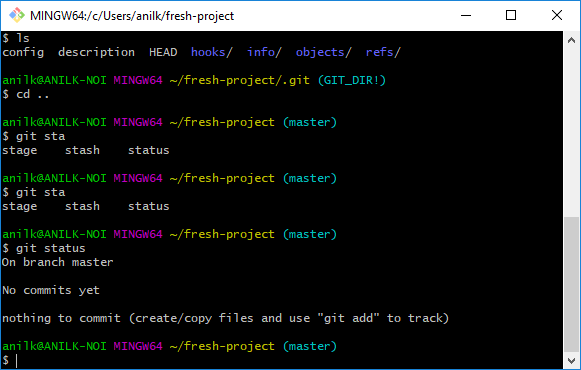 MINGW64:/c/Users/anilk/fresh-project
$ ls
config  description  HEAD  hooks/  info/  objects/  refs/
anilk@ANILK-NOI MINGW64 ~/fresh-project/.git (GIT_DIR!)
$ cd ..
anilk@ANILK-NOI MINGW64 ~/fresh-project (master)
$ git sta
stage    stash    status
anilk@ANILK-NOI MINGW64 ~/fresh-project (master)
$ git sta
stage    stash    status
anilk@ANILK-NOI MINGW64 ~/fresh-project (master)
$ git status
On branch master
No commits yet
nothing to commit (create/copy files and use "git add" to track)
anilk@ANILK-NOI MINGW64 ~/fresh-project (master)
$